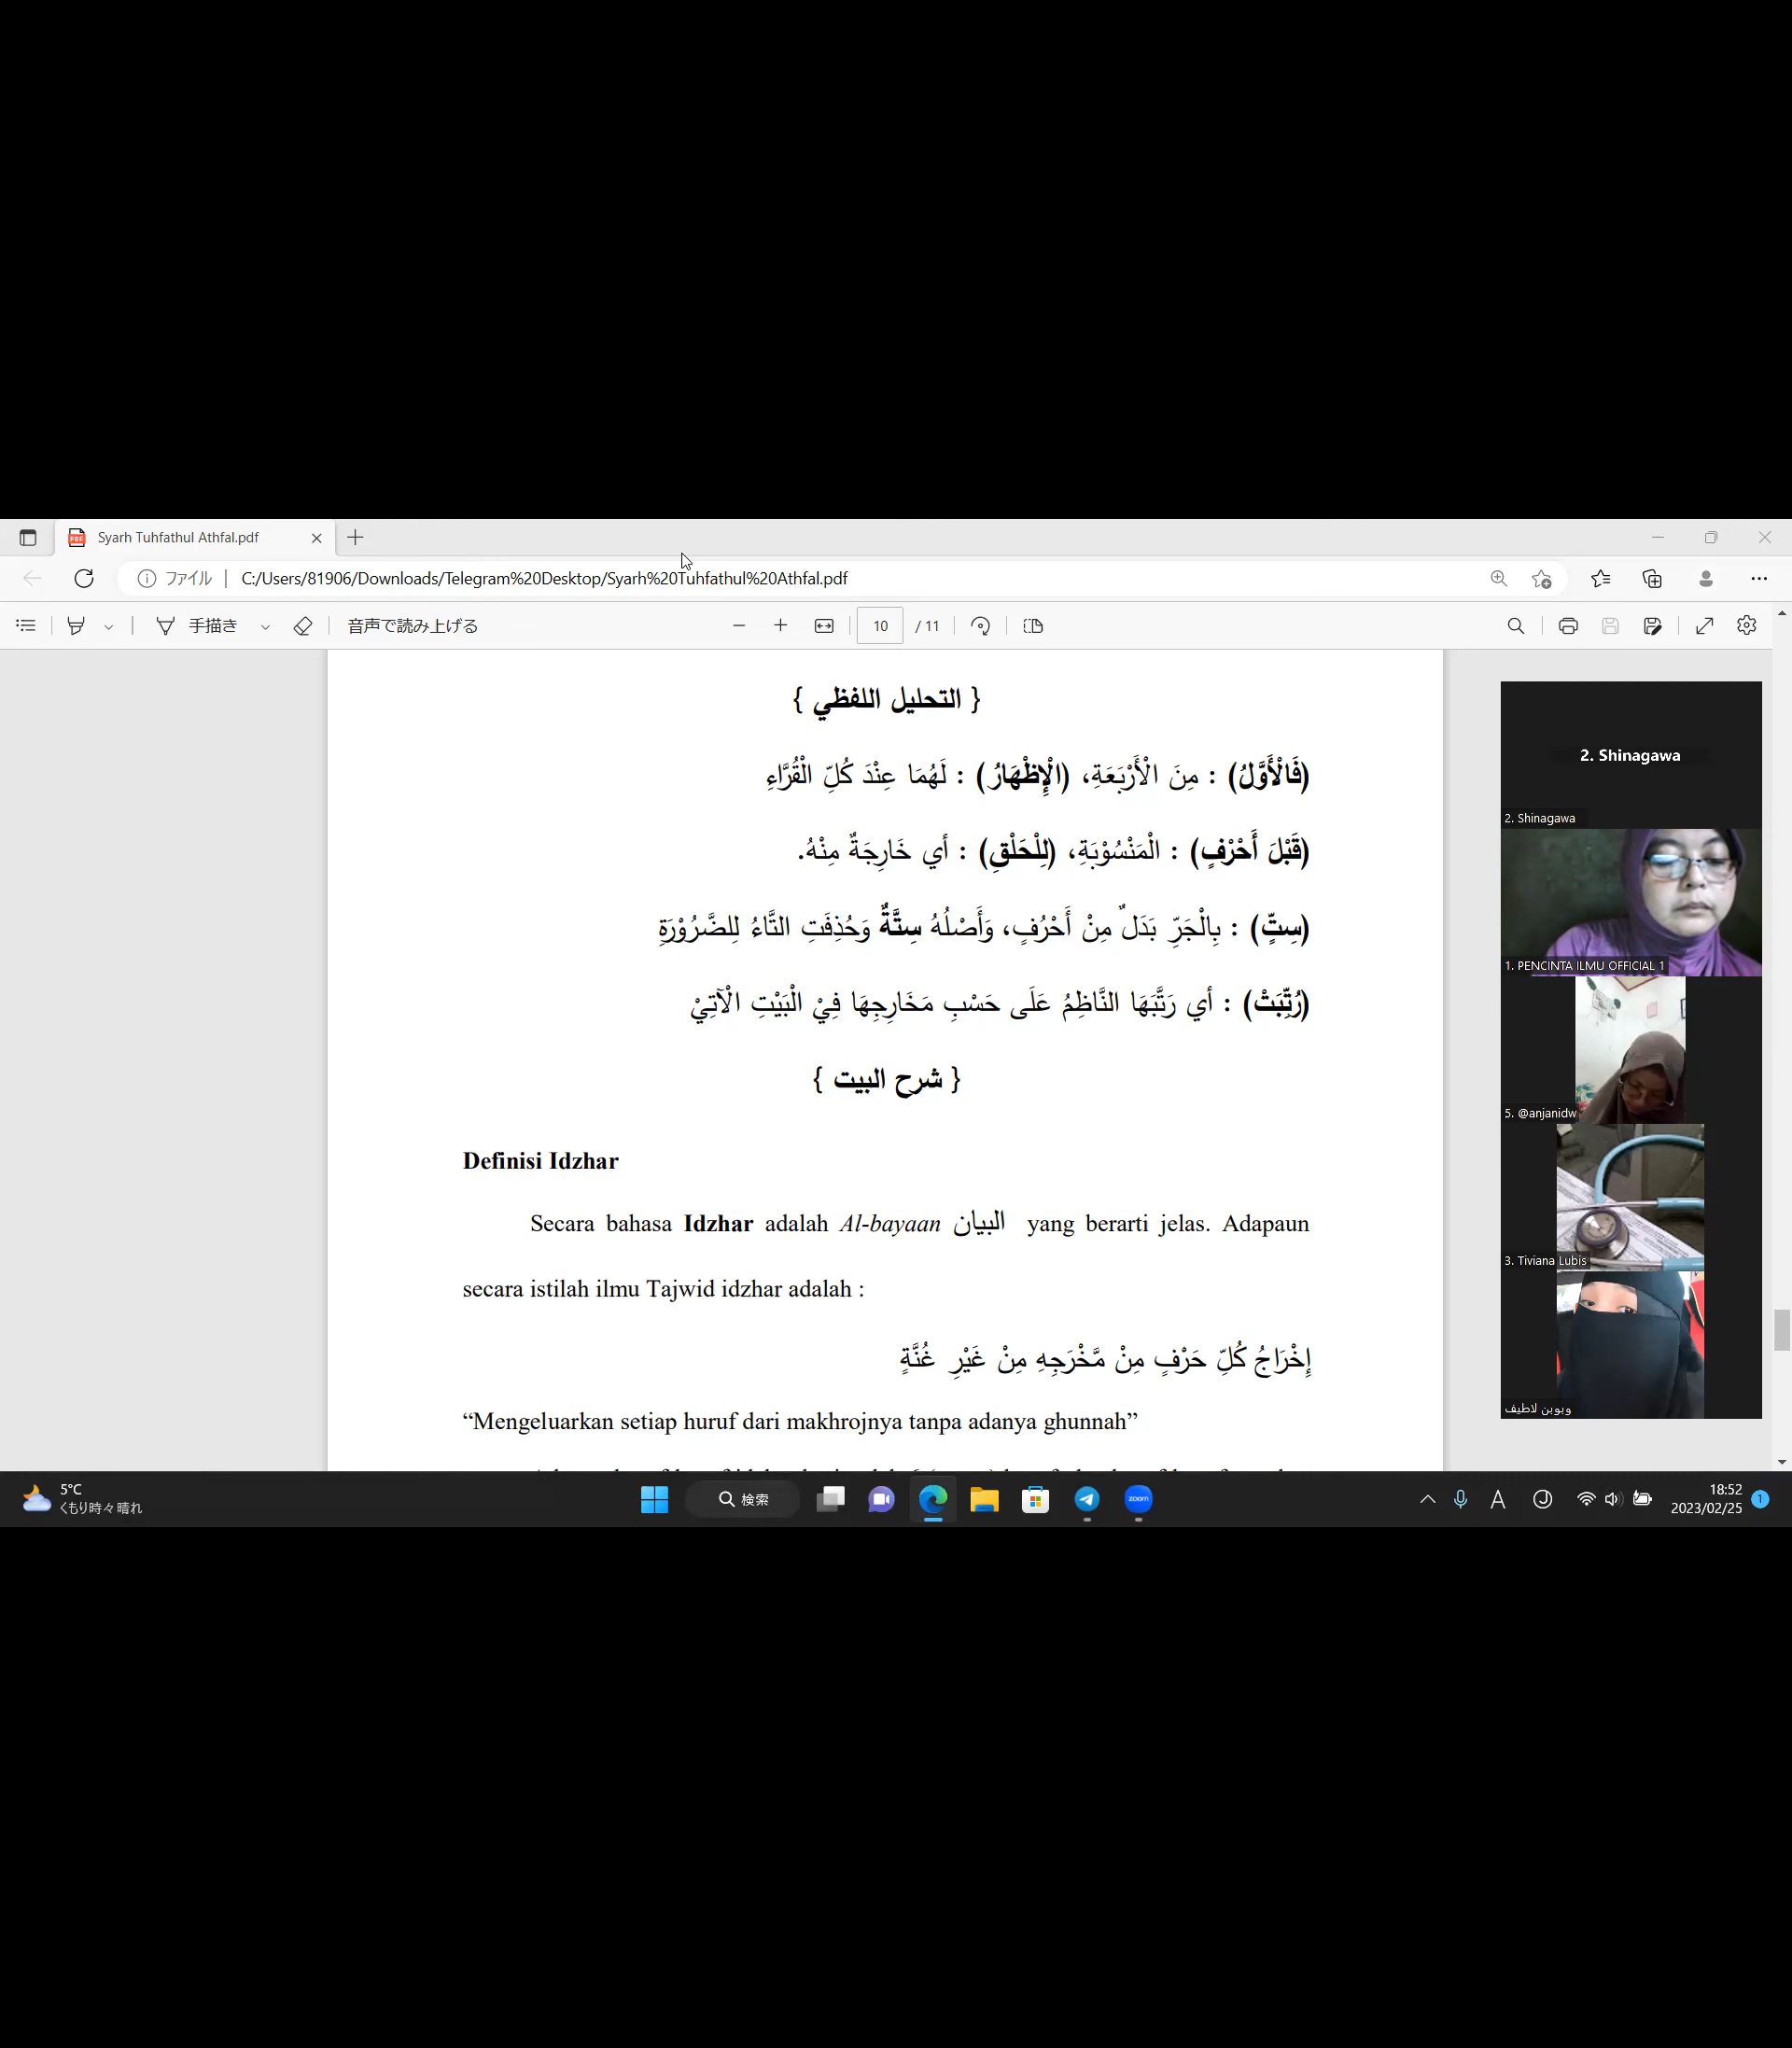 Syarh Tuhfathul Athfal.pdf
ファイル
C:/Users/81906/Downloads/Telegram%20Desktop/Syarh%20Tuhfathul%20Athfal.pdf
手描き
音声で読み上げる
10 / 11
{ التحليل اللفظي }
(فَالْأَوَّلُ) : مِنَ الْأَرْبَعَةِ، (الْإِظْهَارُ) : لَهُمَا عِنْدَ كُلِّ الْقُرَّاءِ
(قَبْلَ أَحْرْفٍ) : الْمَنْسُوْبَةِ، (لِلْحَلْقِ) : أي خَارِجَةٌ مِنْهُ.
(سِتٍّ) : بِالْجَرِّ بَدَلٌ مِنْ أَحْرُفٍ، وَأَصْلُهُ سِتَّةٌ وَحُذِفَتِ التَّاءُ لِلضَّرُوْرَةِ
(رُتِّبَتْ) : أي رَتَّبَهَا النَّاظِمُ عَلَى حَسْبِ مَخَارِجِهَا فِيْ الْبَيْتِ الْآتِيْ
{ شرح البيت }
Definisi Idzhar
Secara bahasa Idzhar adalah Al-bayaan البيان yang berarti jelas. Adapaun
secara istilah ilmu Tajwid idzhar adalah :
إِخْرَاجُ كُلِّ حَرْفٍ مِنْ مَّخْرَجِهِ مِنْ غَيْرِ غُنَّةٍ
“Mengeluarkan setiap huruf dari makhrojnya tanpa adanya ghunnah”
2. Shinagawa
2. Shinagawa
1. PENCINTA ILMU OFFICIAL 1
5. @anjanidw
3. Tiviana Lubis
ويوين لاطيف
5°C
くもり時々晴れ
検索
zoom
A
18:52
2023/02/25
1